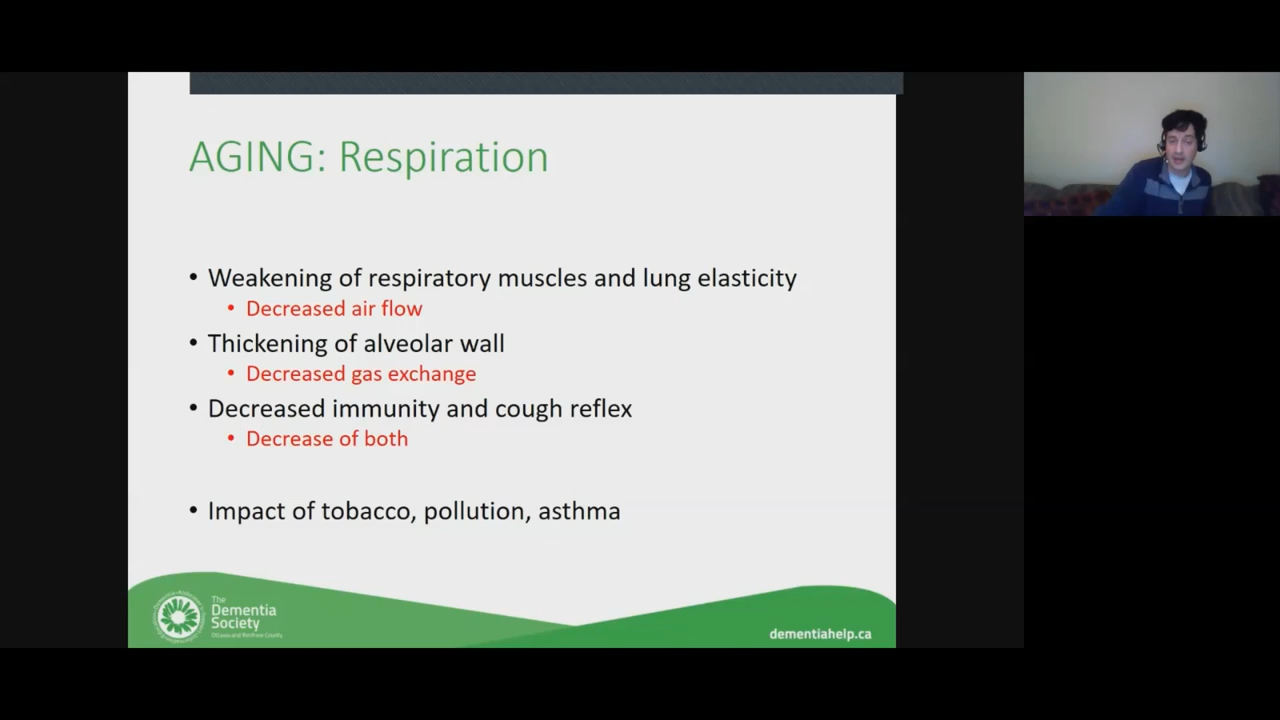 AGING: Respiration
• Weakening of respiratory muscles and lung elasticity
• Decreased air flow
• Thickening of alveolar wall
• Decreased gas exchange
• Decreased immunity and cough reflex
• Decrease of both
• Impact of tobacco, pollution, asthma
The
Dementia
Society
Ottawa and Renfrew County
dementiahelp.ca